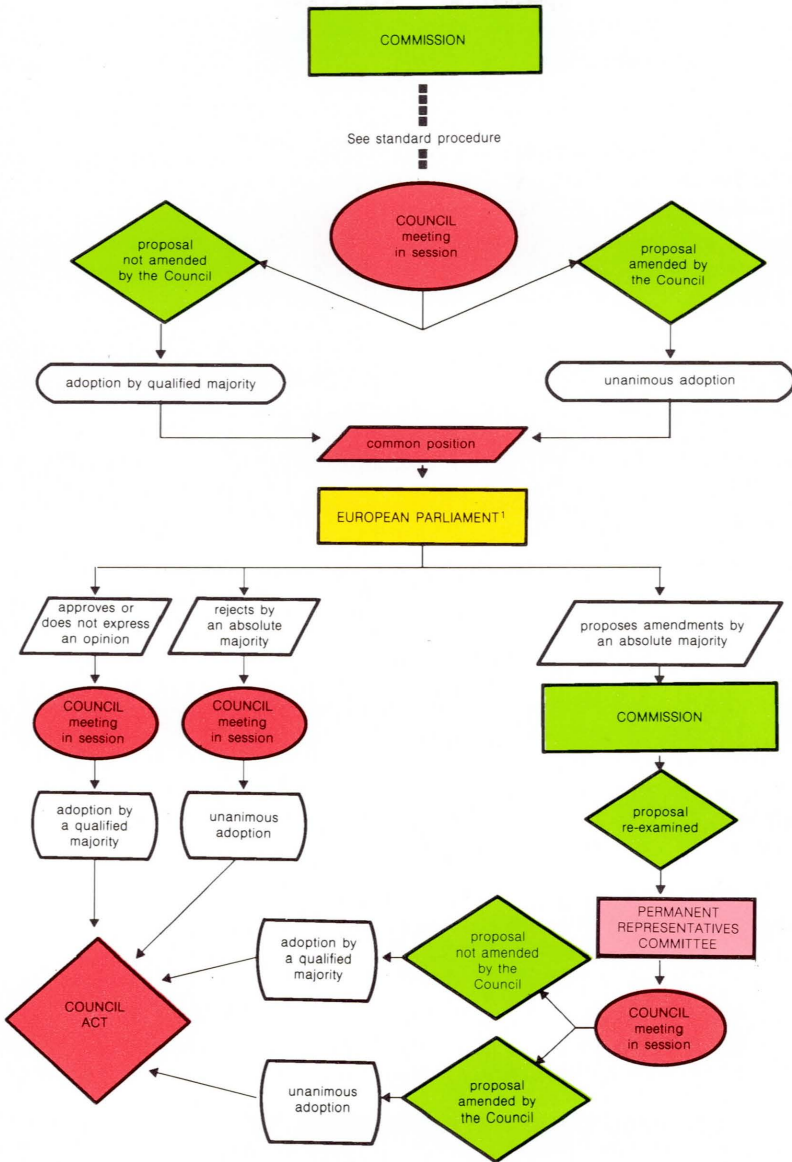 COMMISSION
See standard procedure
COUNCIL
meeting
in session
proposal
not amended
by the Council
proposal
amended by
the Council
adoption by qualified majority
unanimous adoption
common position
EUROPEAN PARLIAMENT¹
approves or
does not express
an opinion
rejects by
an absolute
majority
proposes amendments by
an absolute majority
COUNCIL
meeting
in session
COUNCIL
meeting
in session
COMMISSION
adoption by
a qualified
majority
unanimous
adoption
proposal
re-examined
PERMANENT
REPRESENTATIVES
COMMITTEE
adoption by
a qualified
majority
proposal
not amended
by the
Council
COUNCIL
ACT
COUNCIL
meeting
in session
unanimous
adoption
proposal
amended by
the Council